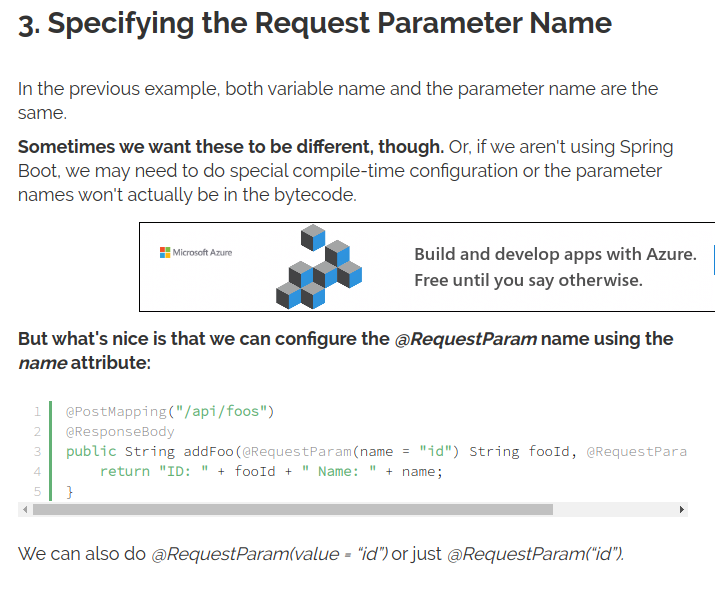 3. Specifying the Request Parameter Name
In the previous example, both variable name and the parameter name are the
same.
Sometimes we want these to be different, though. Or, if we aren't using Spring
Boot, we may need to do special compile-time configuration or the parameter
names won't actually be in the bytecode.
Microsoft Azure
Build and develop apps with Azure.
Free until you say otherwise.
But what's nice is that we can configure the @RequestParam name using the
name attribute:
1 @PostMapping("/api/foos")
2 @ResponseBody
3 public String addFoo(@RequestParam(name = "id") String fooId, @RequestPara
4     return "ID: " + fooId + " Name: " + name;
5 }
We can also do @RequestParam(value = “id”) or just @RequestParam(“id”).